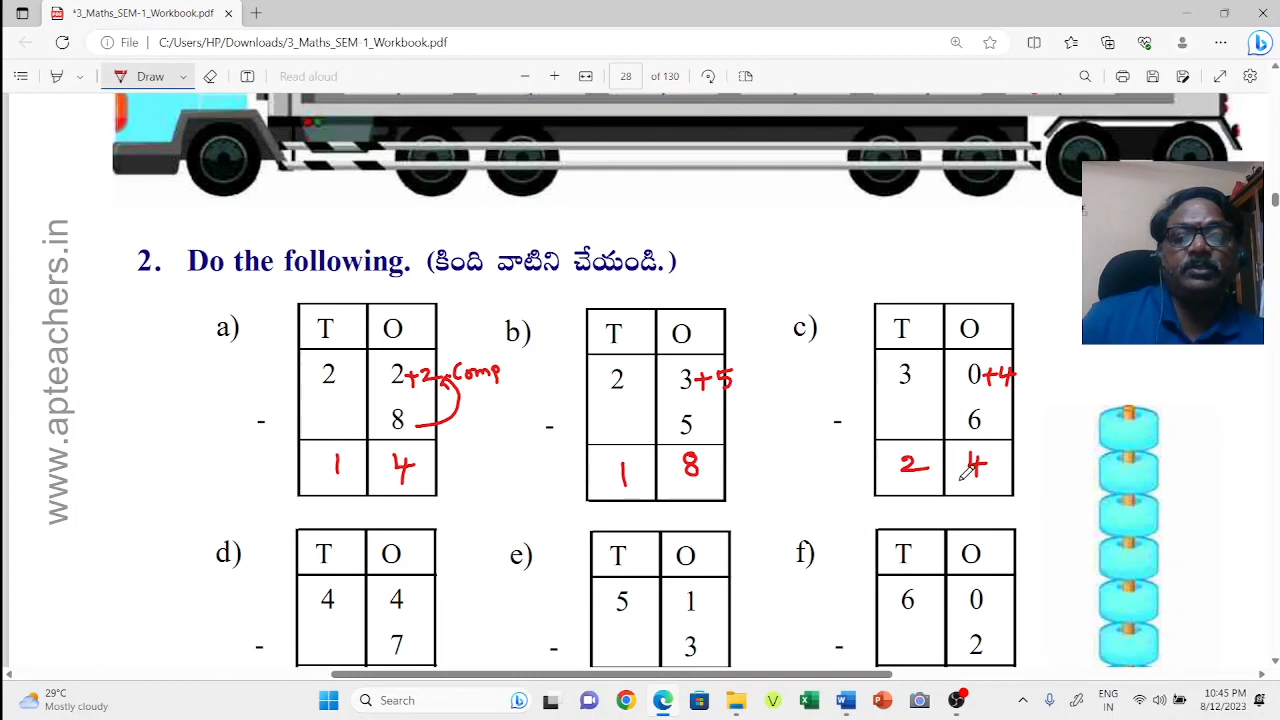 *3_Maths_SEM-1_Workbook.pdf
File C:/Users/HP/Downloads/3_Maths_SEM-1_Workbook.pdf
Draw Read aloud 28 of 130
2. Do the following. (కింది వాటిని చేయండి.)
a) T O
2 2 +2 Comp
- 8
1 4
b) T O
2 3 +5
- 5
1 8
c) T O
3 0 +4
- 6
2 4
d) T O
4 4
- 7
e) T O
5 1
- 3
f) T O
6 0
- 2
www.apteachers.in
29°C
Mostly cloudy
Search
ENG
IN
10:45 PM
8/12/2023